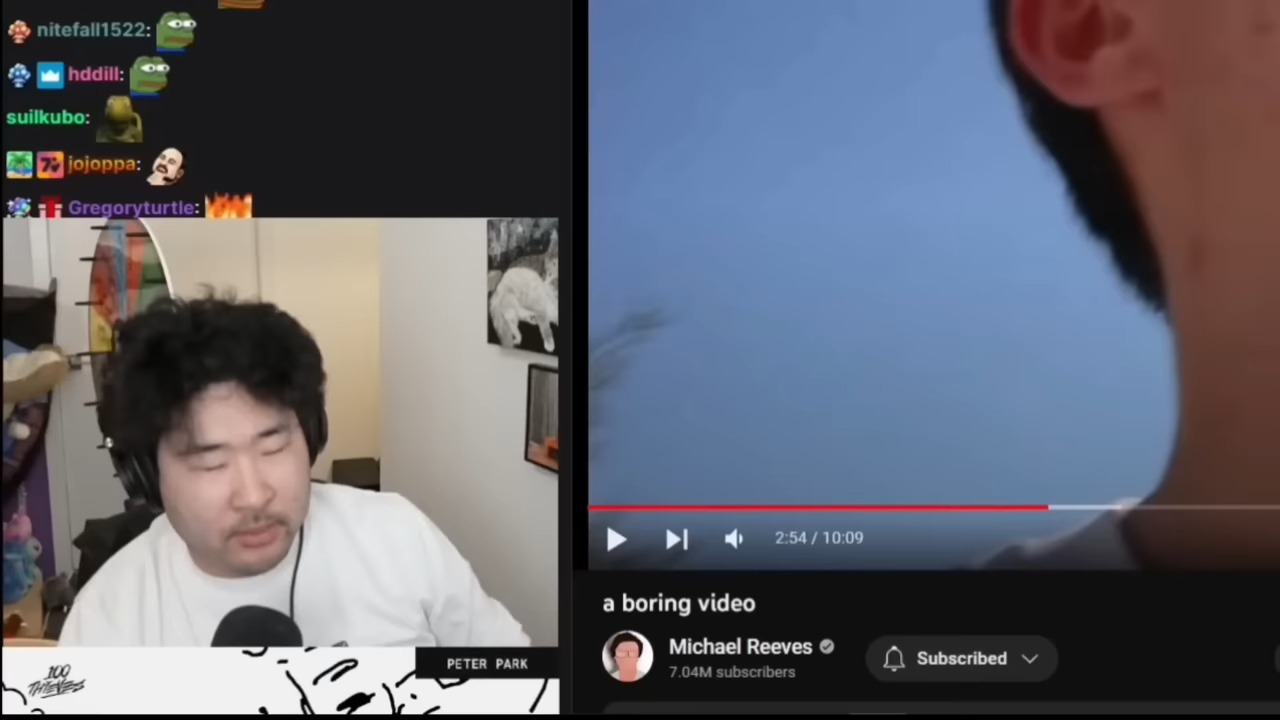 nitefall1522:
hddill:
suilkubo:
jojoppa:
Gregoryturtle:
2:54 / 10:09
a boring video
Michael Reeves
7.04M subscribers
Subscribed
PETER PARK
100
THIEVES